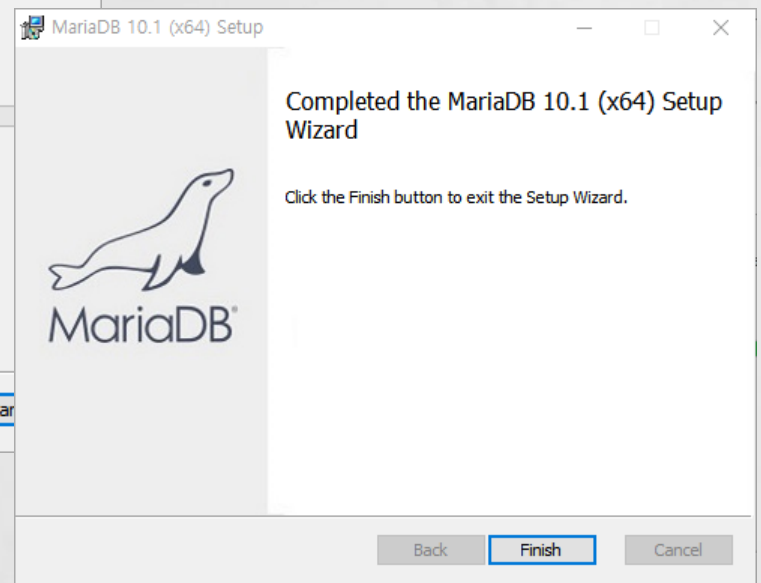 MariaDB 10.1 (x64) Setup
Completed the MariaDB 10.1 (x64) Setup
Wizard
Click the Finish button to exit the Setup Wizard.
MariaDB®
ar
Back
Finish
Cancel